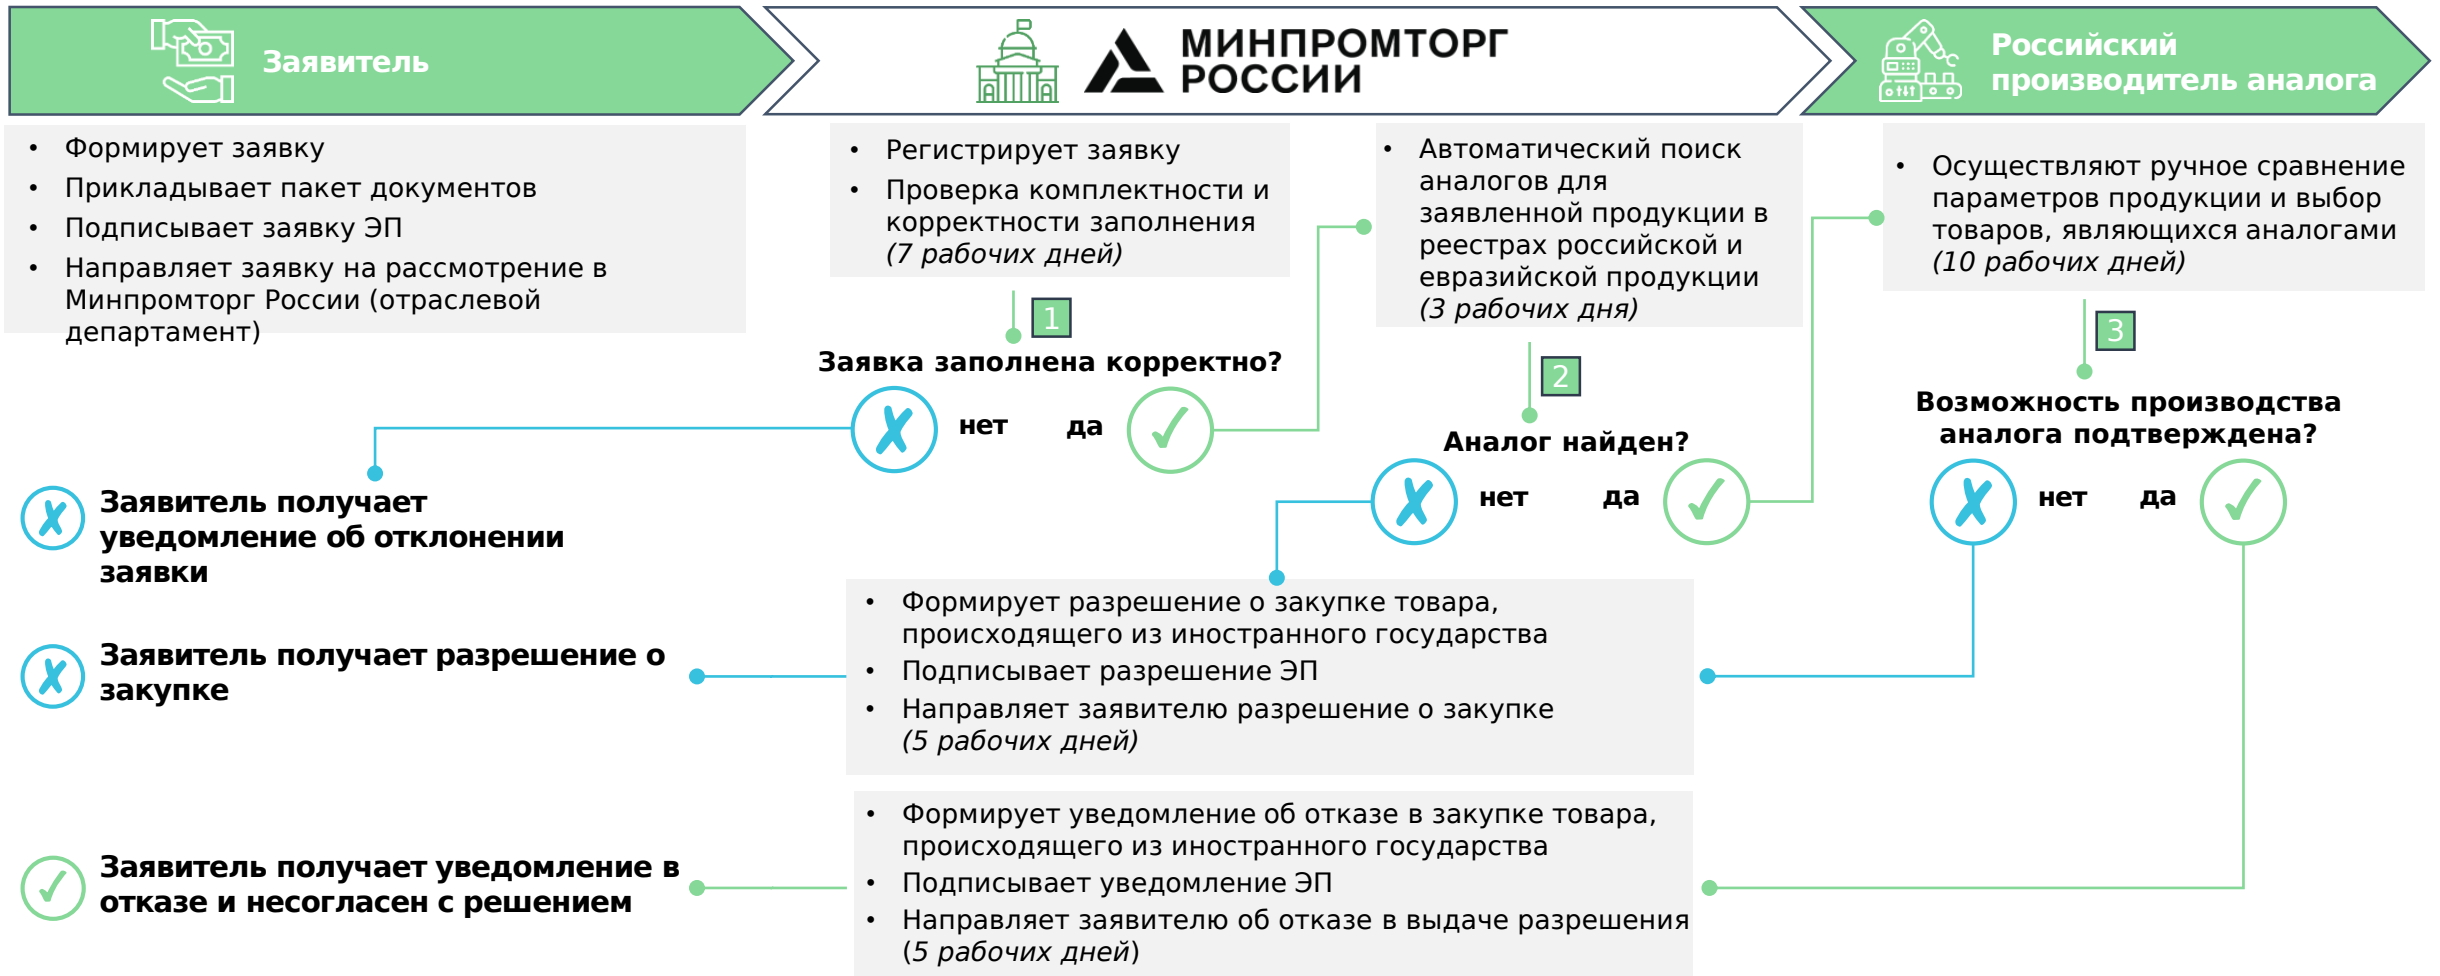 Заявитель
МИНПРОМТОРГ
РОССИИ
Российский
производитель аналога
• Формирует заявку
• Прикладывает пакет документов
• Подписывает заявку ЭП
• Направляет заявку на рассмотрение в
Минпромторг России (отраслевой
департамент)
• Регистрирует заявку
• Проверка комплектности и
корректности заполнения
(7 рабочих дней)
• Автоматический поиск
аналогов для
заявленной продукции в
реестрах российской и
евразийской продукции
(3 рабочих дня)
• Осуществляют ручное сравнение
параметров продукции и выбор
товаров, являющихся аналогами
(10 рабочих дней)
1
Заявка заполнена корректно?
нет да
2
Аналог найден?
нет да
3
Возможность производства
аналога подтверждена?
нет да
Заявитель получает
уведомление об отклонении
заявки
Заявитель получает разрешение о
закупке
• Формирует разрешение о закупке товара,
происходящего из иностранного государства
• Подписывает разрешение ЭП
• Направляет заявителю разрешение о закупке
(5 рабочих дней)
Заявитель получает уведомление в
отказе и несогласен с решением
• Формирует уведомление об отказе в закупке товара,
происходящего из иностранного государства
• Подписывает уведомление ЭП
• Направляет заявителю об отказе в выдаче разрешения
(5 рабочих дней)